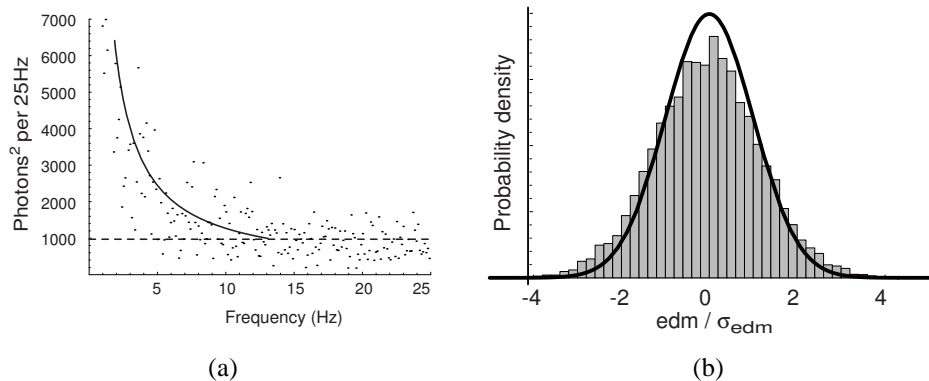 7000
6000
5000
4000
3000
2000
1000
Photons² per 25Hz
5 10 15 20 25
Frequency (Hz)
(a)
Probability density
-4 -2 0 2 4
edm / σedm
(b)